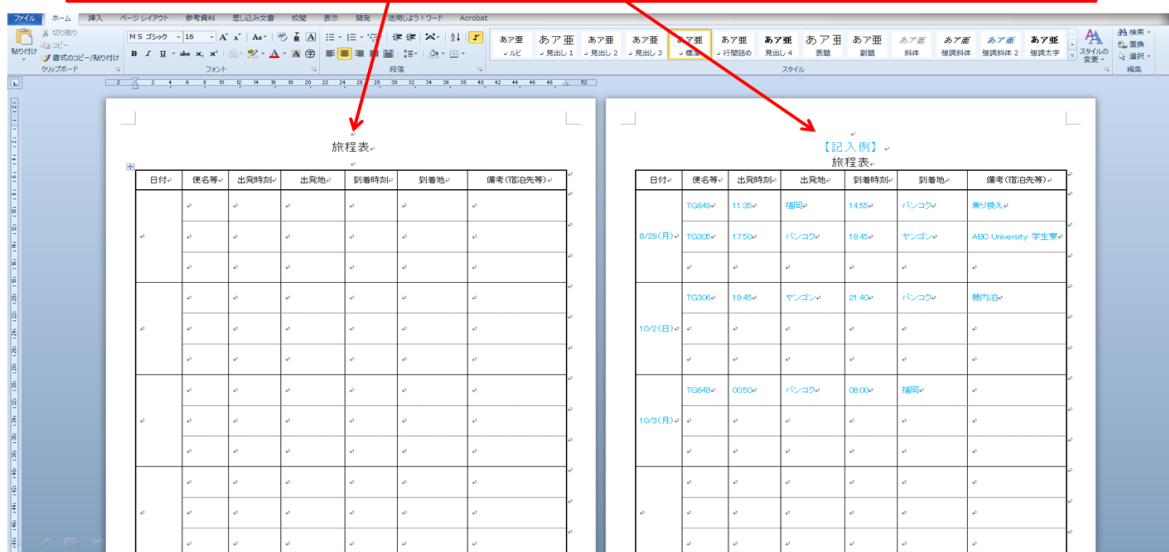 ファイル ホーム 挿入 ページ レイアウト 参考資料 差し込み文書 校閲 表示 開発 活用しよう!ワード Acrobat
切り取り
コピー
書式のコピー/貼り付け
貼り付け
クリップボード
MS ゴシック 16
B I U abc x₂ x²
フォント
段落
あア亜 あア亜 あア亜 あア亜 あア亜 あア亜 あア亜 あア亜 あア亜 あア亜 あア亜 あア亜 あア亜
ルビ 見出し 1 見出し 2 見出し 3 標準 行間詰め 見出し 4 表題 副題 斜体 強調斜体 強調斜体 2 強調太字
スタイル
スタイルの変更
検索
置換
選択
編集
旅程表
日付 便名等 出発時刻 出発地 到着時刻 到着地 備考(宿泊先等)
【記入例】
旅程表
日付 便名等 出発時刻 出発地 到着時刻 到着地 備考(宿泊先等)
8/29(月)
TG649 11:35 福岡 14:55 バンコク 乗り換え
TG305 17:50 バンコク 18:45 ヤンゴン ABC University 学生寮
10/2(日)
TG306 19:45 ヤンゴン 21:40 バンコク 機内泊
10/3(月)
TG648 00:50 バンコク 08:00 福岡